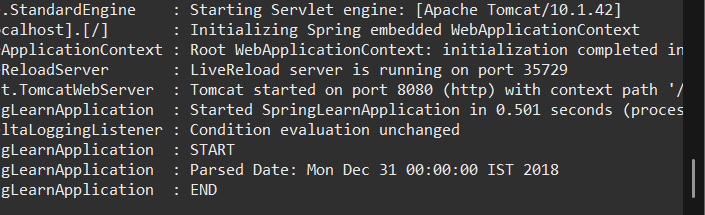 .StandardEngine : Starting Servlet engine: [Apache Tomcat/10.1.42]
calhost].[/] : Initializing Spring embedded WebApplicationContext
ApplicationContext : Root WebApplicationContext: initialization completed in
ReloadServer : LiveReload server is running on port 35729
t.TomcatWebServer : Tomcat started on port 8080 (http) with context path '/
gLearnApplication : Started SpringLearnApplication in 0.501 seconds (proces
ltaLoggingListener : Condition evaluation unchanged
gLearnApplication : START
gLearnApplication : Parsed Date: Mon Dec 31 00:00:00 IST 2018
gLearnApplication : END